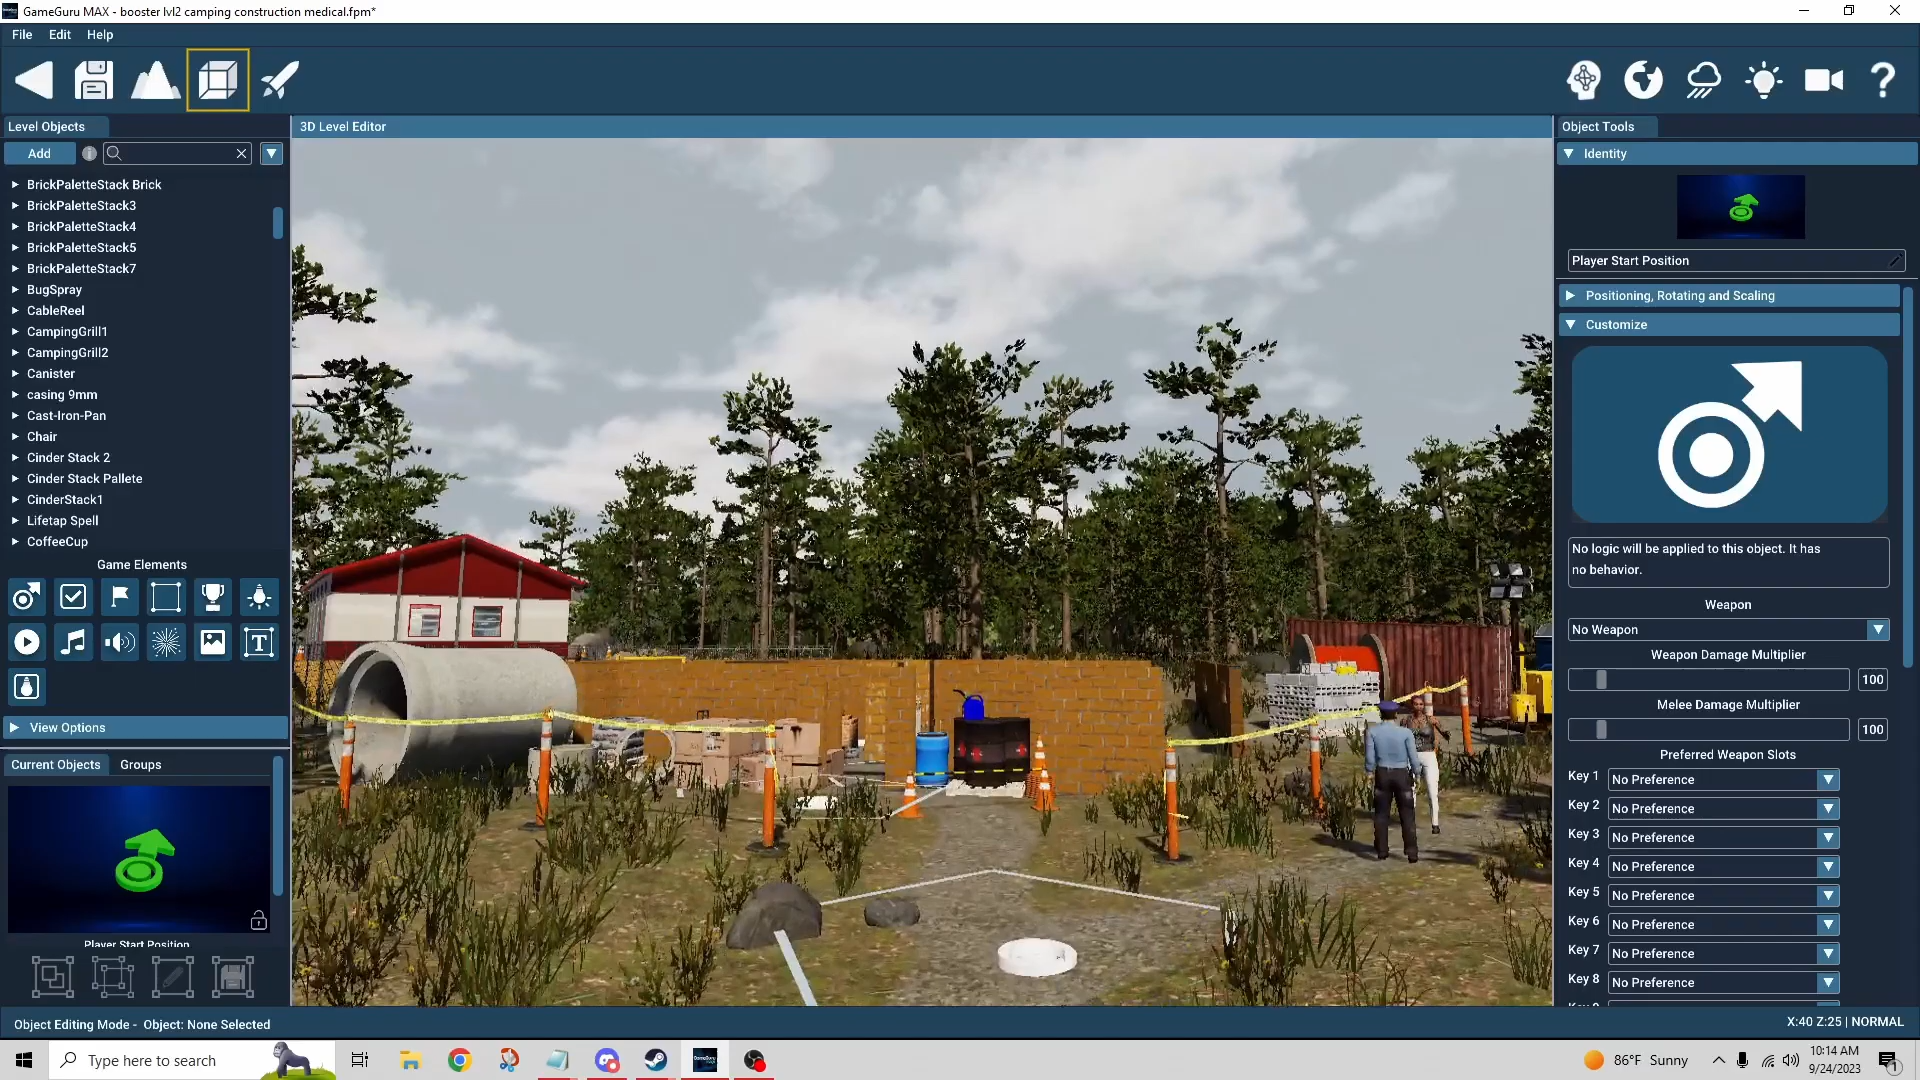 GameGuru MAX - booster lvl2 camping construction medical.fpm*
File Edit Help
Level Objects
3D Level Editor
Object Tools
Add
Identity
BrickPaletteStack Brick
BrickPaletteStack3
BrickPaletteStack4
BrickPaletteStack5
BrickPaletteStack7
BugSpray
CableReel
CampingGrill1
CampingGrill2
Canister
casing 9mm
Cast-Iron-Pan
Chair
Cinder Stack 2
Cinder Stack Pallete
CinderStack1
Lifetap Spell
CoffeeCup
Game Elements
View Options
Current Objects Groups
Player Start Position
Player Start Position
Positioning, Rotating and Scaling
Customize
No logic will be applied to this object. It has
no behavior.
Weapon
No Weapon
Weapon Damage Multiplier
100
Melee Damage Multiplier
100
Preferred Weapon Slots
Key 1 No Preference
Key 2 No Preference
Key 3 No Preference
Key 4 No Preference
Key 5 No Preference
Key 6 No Preference
Key 7 No Preference
Key 8 No Preference
Object Editing Mode - Object: None Selected
X:40 Z:25 | NORMAL
Type here to search
86°F Sunny
10:14 AM
9/24/2023
1